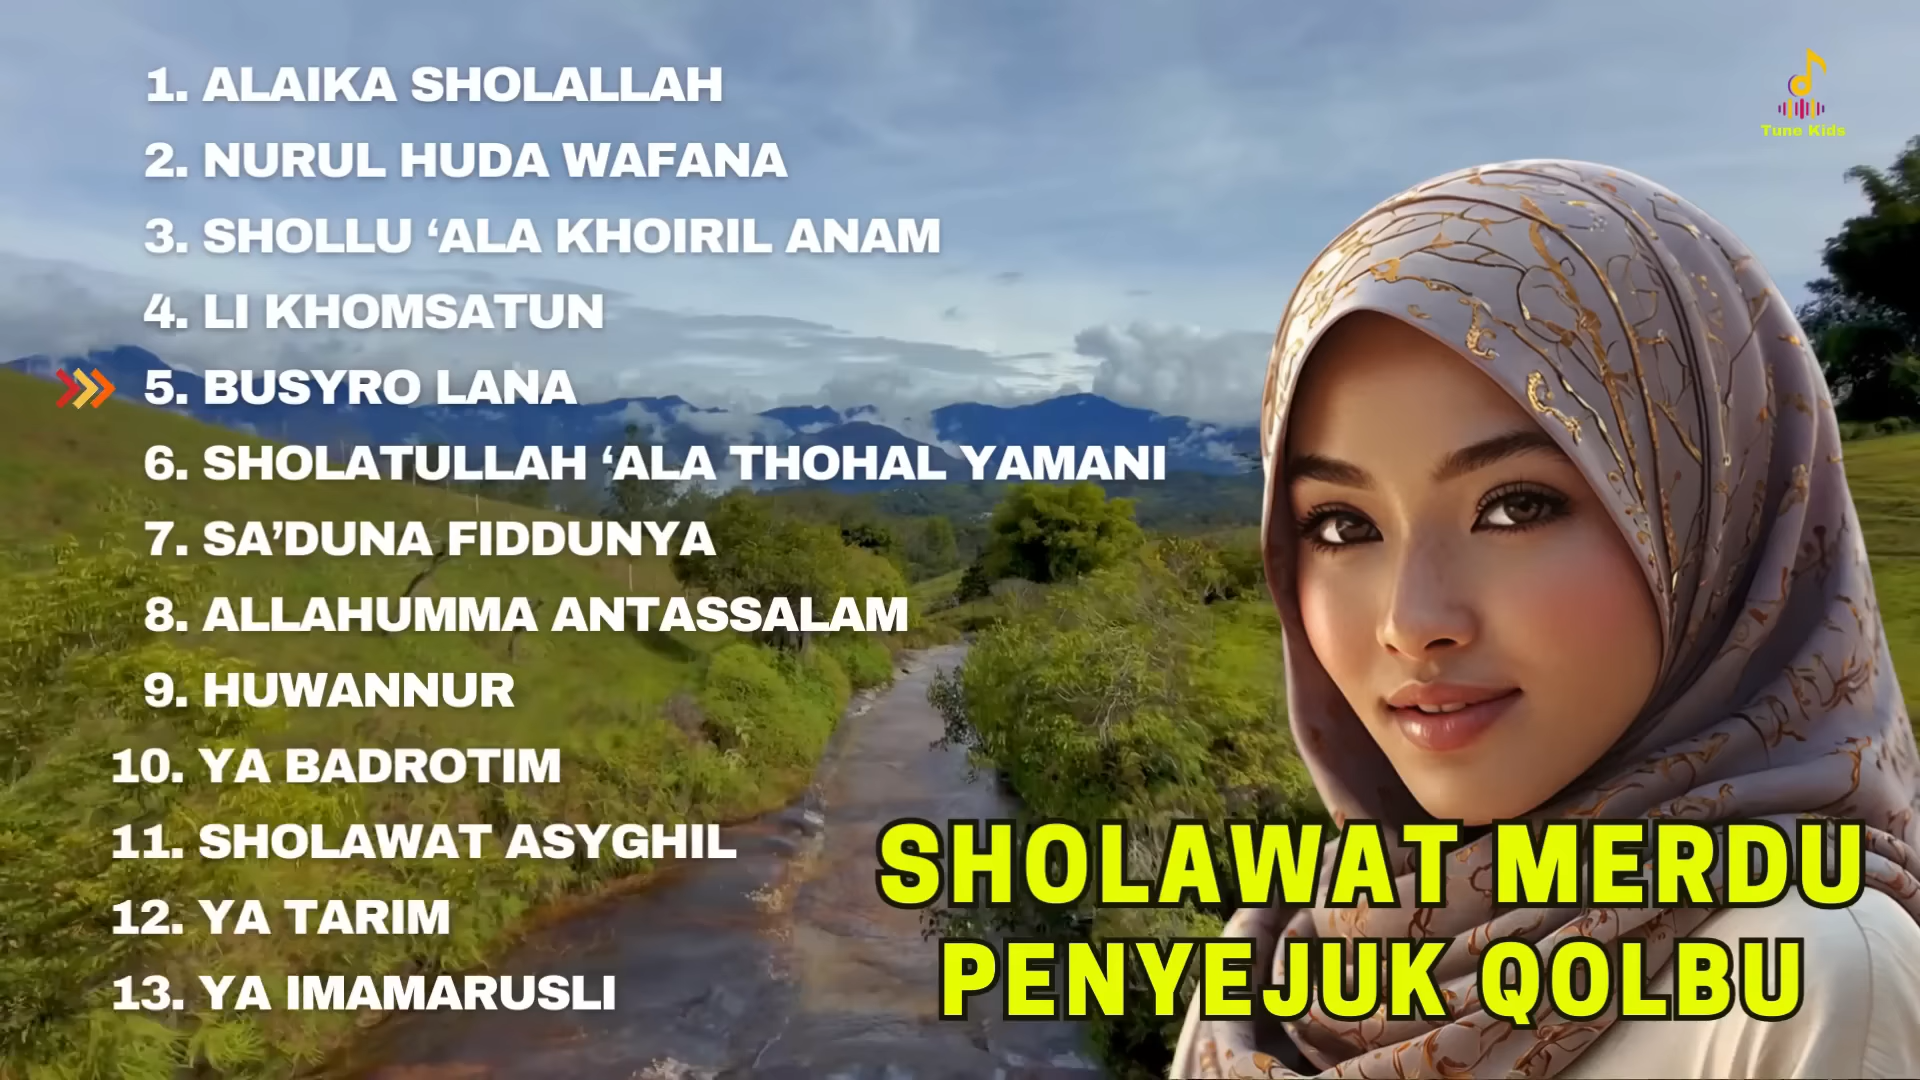 1. ALAIKA SHOLALLAH
2. NURUL HUDA WAFANA
3. SHOLLU ‘ALA KHOIRIL ANAM
4. LI KHOMSATUN
5. BUSYRO LANA
6. SHOLATULLAH ‘ALA THOHAL YAMANI
7. SA’DUNA FIDDUNYA
8. ALLAHUMMA ANTASSALAM
9. HUWANNUR
10. YA BADROTIM
11. SHOLAWAT ASYGHIL
12. YA TARIM
13. YA IMAMARUSLI
Tune Kids
SHOLAWAT MERDU
PENYEJUK QOLBU